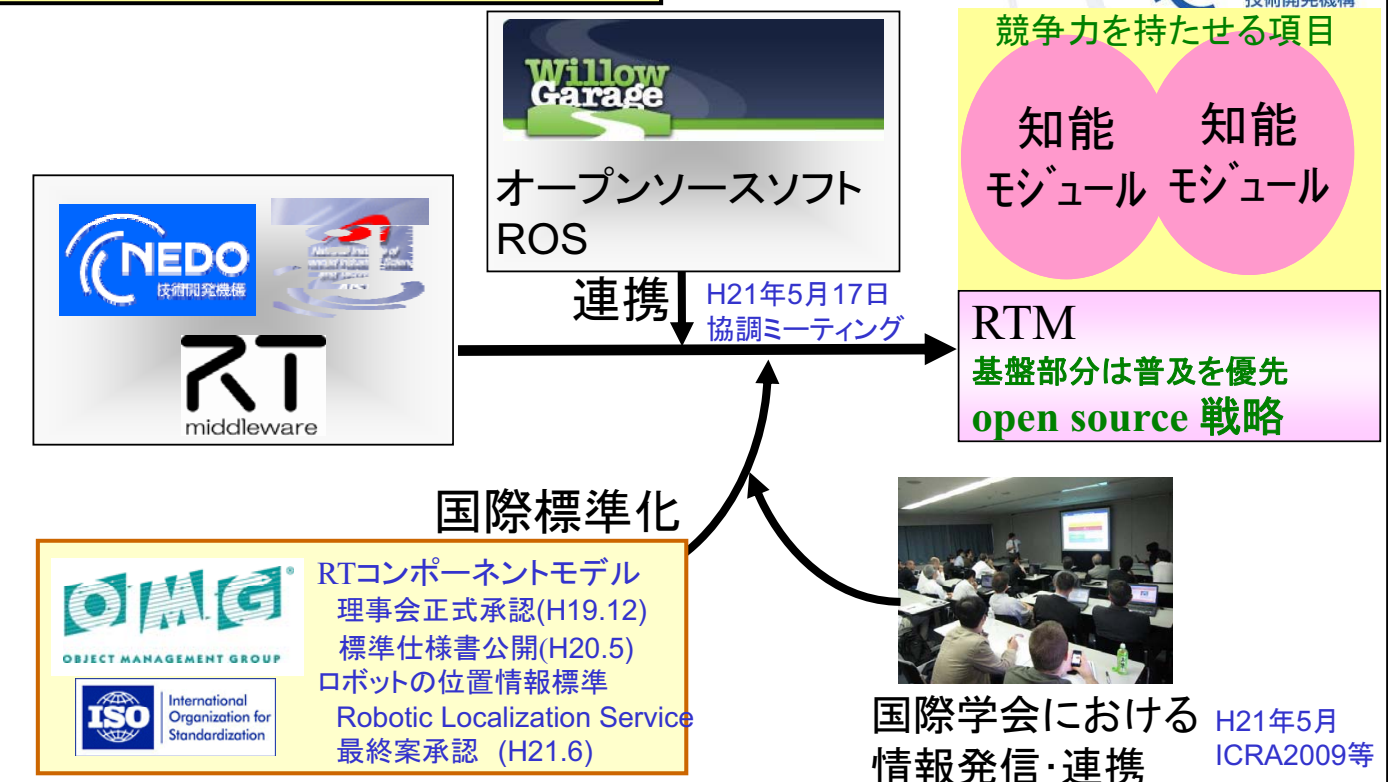 技術開発機構
競争力を持たせる項目
知能
モジュール
知能
モジュール
Willow
Garage
オープンソースソフト
ROS
NEDO
技術開発機構
RT
middleware
連携
H21年5月17日
協調ミーティング
RTM
基盤部分は普及を優先
open source 戦略
国際標準化
OMG®
OBJECT MANAGEMENT GROUP
ISO
International
Organization for
Standardization
RTコンポーネントモデル
理事会正式承認(H19.12)
標準仕様書公開(H20.5)
ロボットの位置情報標準
Robotic Localization Service
最終案承認 (H21.6)
国際学会における
情報発信・連携
H21年5月
ICRA2009等